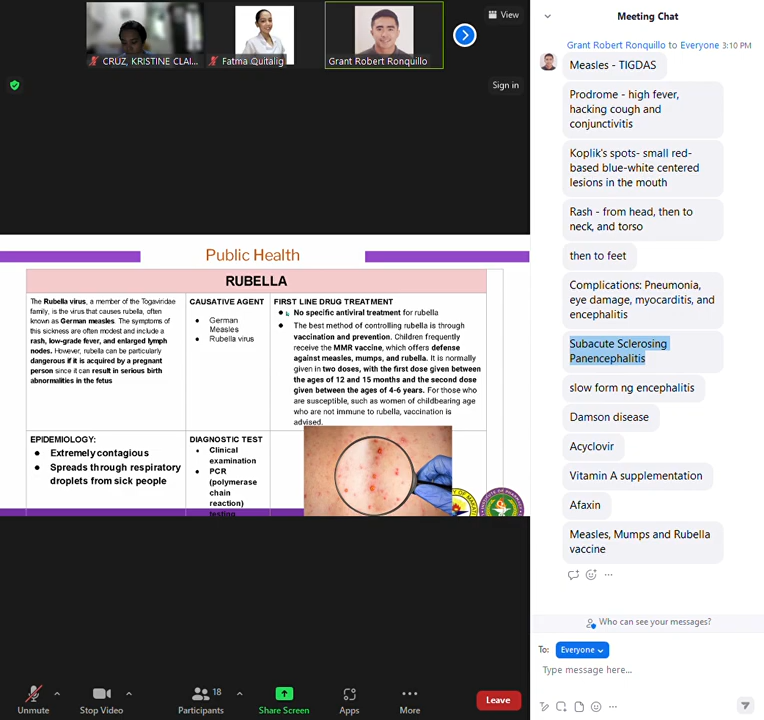 View
CRUZ, KRISTINE CLAI...
Fatma Quitalig
Grant Robert Ronquillo
Sign in
Public Health
RUBELLA
The Rubella virus, a member of the Togaviridae
family, is the virus that causes rubella, often
known as German measles. The symptoms of
this sickness are often modest and include a
rash, low-grade fever, and enlarged lymph
nodes. However, rubella can be particularly
dangerous if it is acquired by a pregnant
person since it can result in serious birth
abnormalities in the fetus
CAUSATIVE AGENT
● German
Measles
● Rubella virus
FIRST LINE DRUG TREATMENT
● No specific antiviral treatment for rubella
● The best method of controlling rubella is through
vaccination and prevention. Children frequently
receive the MMR vaccine, which offers defense
against measles, mumps, and rubella. It is normally
given in two doses, with the first dose given between
the ages of 12 and 15 months and the second dose
given between the ages of 4-6 years. For those who
are susceptible, such as women of childbearing age
who are not immune to rubella, vaccination is
advised.
EPIDEMIOLOGY:
● Extremely contagious
● Spreads through respiratory
droplets from sick people
DIAGNOSTIC TEST
● Clinical
examination
● PCR
(polymerase
chain
reaction)
testing
Unmute
Stop Video
Participants
18
Share Screen
Apps
More
Leave
Meeting Chat
Grant Robert Ronquillo to Everyone 3:10 PM
Measles - TIGDAS
Prodrome - high fever,
hacking cough and
conjunctivitis
Koplik's spots- small red-
based blue-white centered
lesions in the mouth
Rash - from head, then to
neck, and torso
then to feet
Complications: Pneumonia,
eye damage, myocarditis, and
encephalitis
Subacute Sclerosing
Panencephalitis
slow form ng encephalitis
Damson disease
Acyclovir
Vitamin A supplementation
Afaxin
Measles, Mumps and Rubella
vaccine
Who can see your messages?
To: Everyone
Type message here...